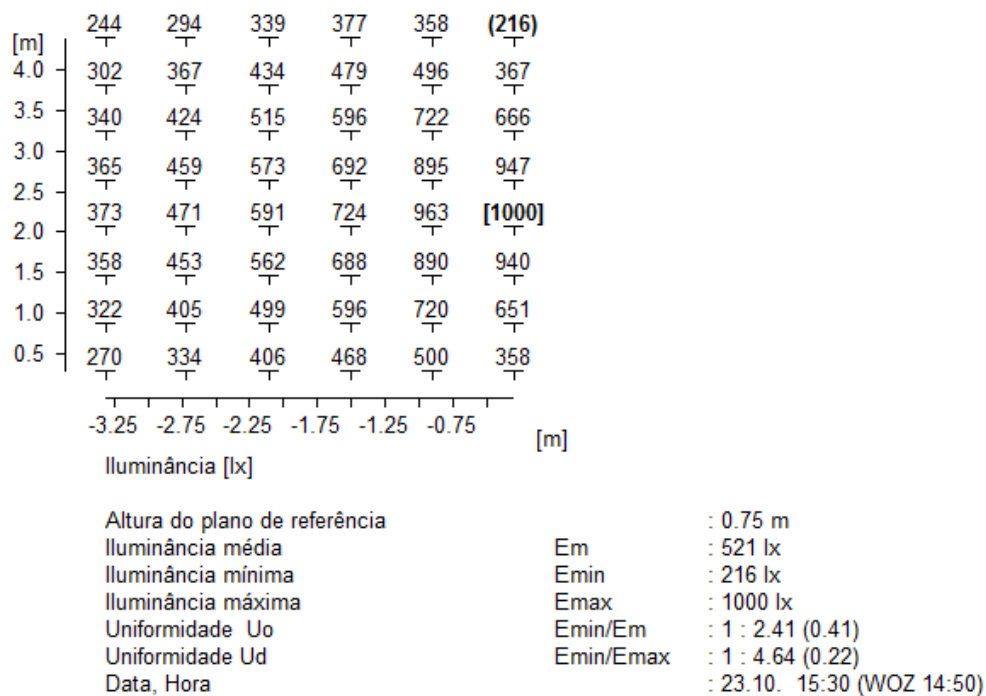 244 294 339 377 358 (216)
[m]
4.0 302 367 434 479 496 367
3.5 340 424 515 596 722 666
3.0
365 459 573 692 895 947
2.5
373 471 591 724 963 [1000]
2.0
358 453 562 688 890 940
1.5
1.0 322 405 499 596 720 651
0.5 270 334 406 468 500 358
-3.25 -2.75 -2.25 -1.75 -1.25 -0.75 [m]
Iluminância [lx]
Altura do plano de referência : 0.75 m
Iluminância média Em : 521 lx
Iluminância mínima Emin : 216 lx
Iluminância máxima Emax : 1000 lx
Uniformidade Uo Emin/Em : 1 : 2.41 (0.41)
Uniformidade Ud Emin/Emax : 1 : 4.64 (0.22)
Data, Hora : 23.10. 15:30 (WOZ 14:50)